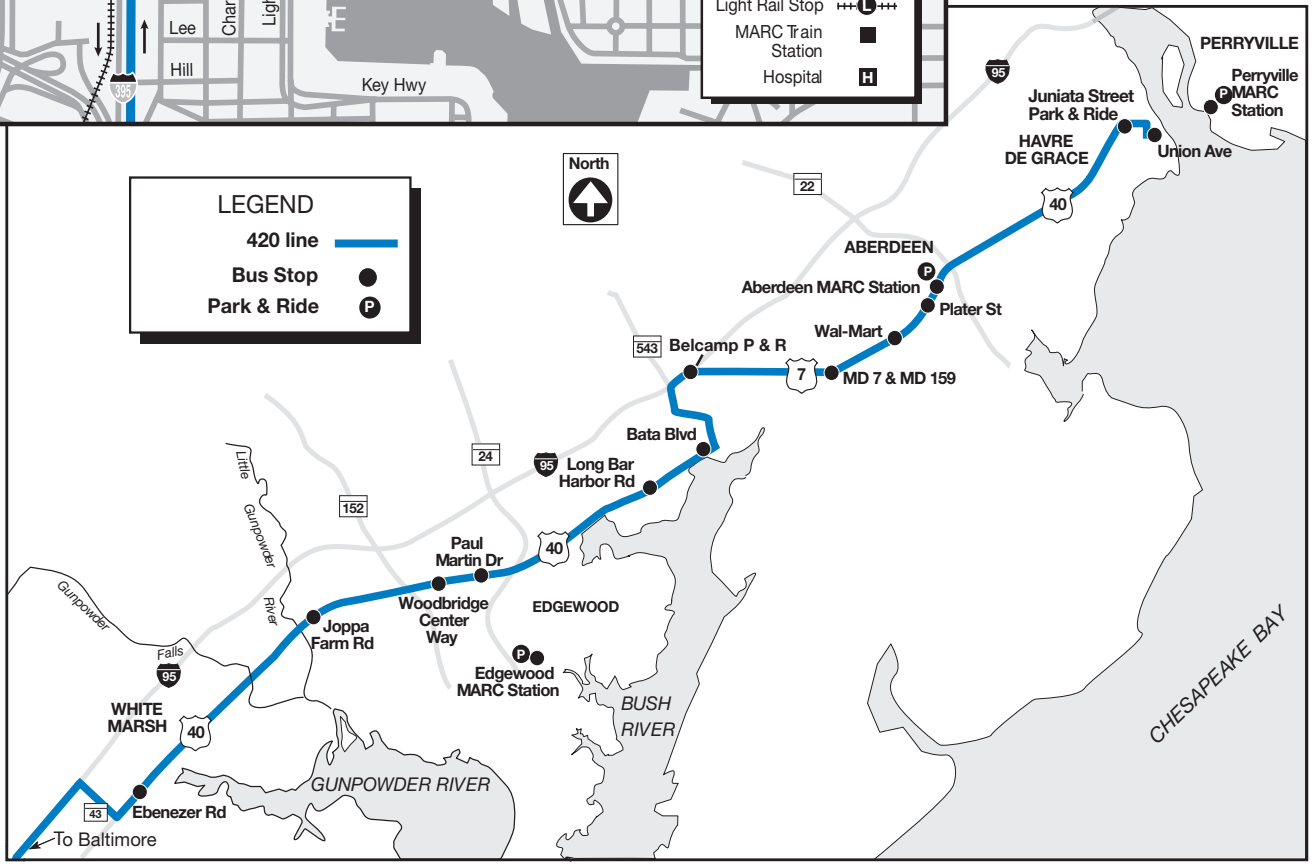 Lee
Char
Ligh
E
Hill
395
Key Hwy
Light Rail Stop
L
MARC Train
Station
Hospital
H
LEGEND
420 line
Bus Stop
Park & Ride
P
North
95
PERRYVILLE
P
Perryville
MARC
Station
Juniata Street
Park & Ride
HAVRE
DE GRACE
Union Ave
22
40
ABERDEEN
P
Aberdeen MARC Station
Plater St
Wal-Mart
543
Belcamp P & R
7
MD 7 & MD 159
Bata Blvd
24
95
Long Bar
Harbor Rd
Little
Gunpowder
River
152
Paul
Martin Dr
40
Woodbridge
Center
Way
EDGEWOOD
Joppa
Farm Rd
Gunpowder
Falls
95
P
Edgewood
MARC Station
WHITE
MARSH
40
BUSH
RIVER
CHESAPEAKE BAY
GUNPOWDER RIVER
43
Ebenezer Rd
To Baltimore